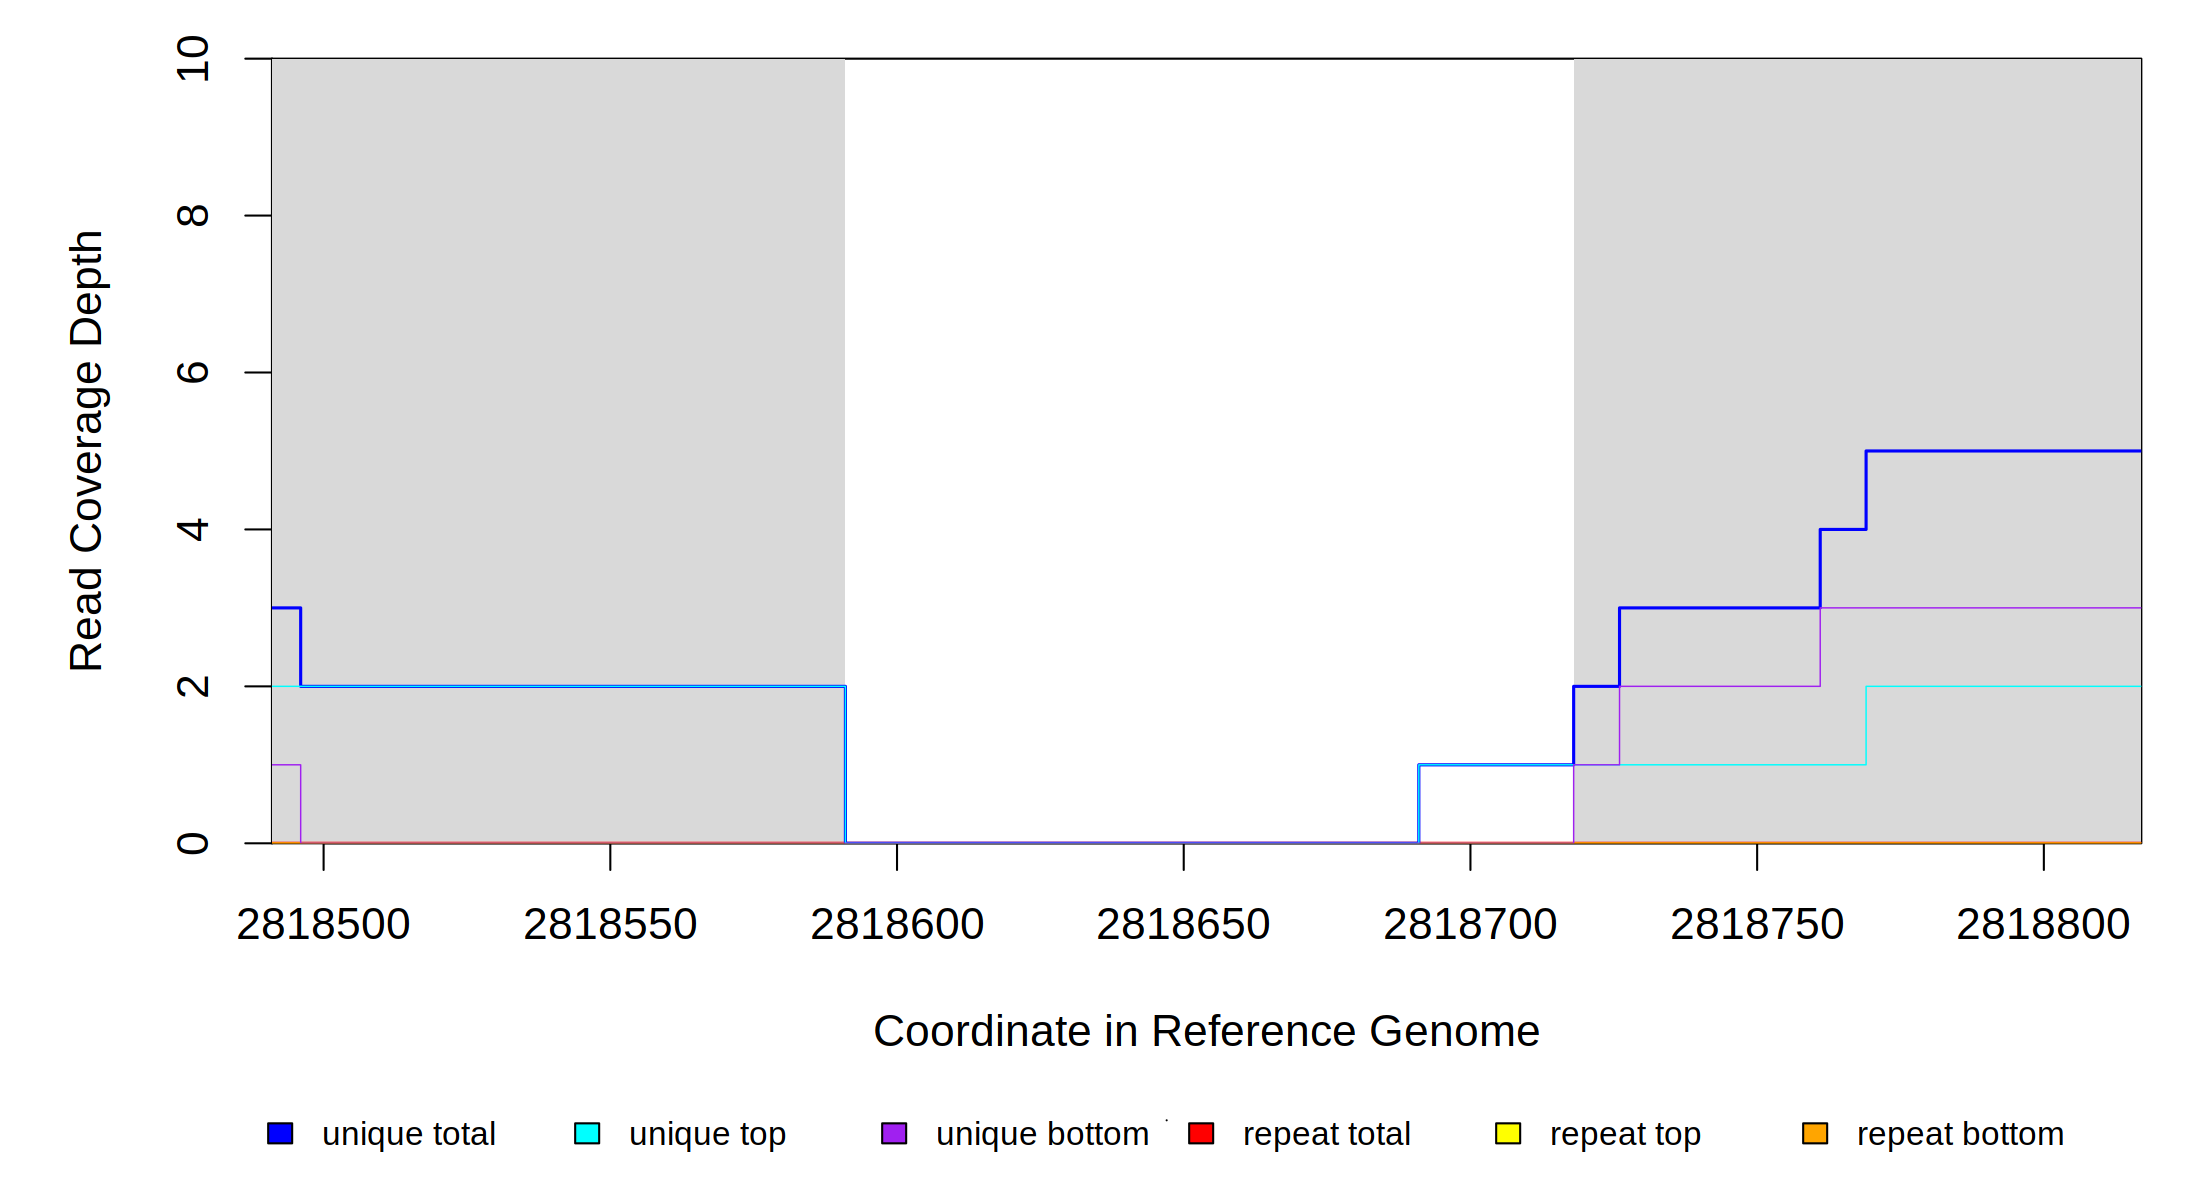 10
8
6
4
2
0
Read Coverage Depth
2818500 2818550 2818600 2818650 2818700 2818750 2818800
Coordinate in Reference Genome
unique total unique top unique bottom repeat total repeat top repeat bottom